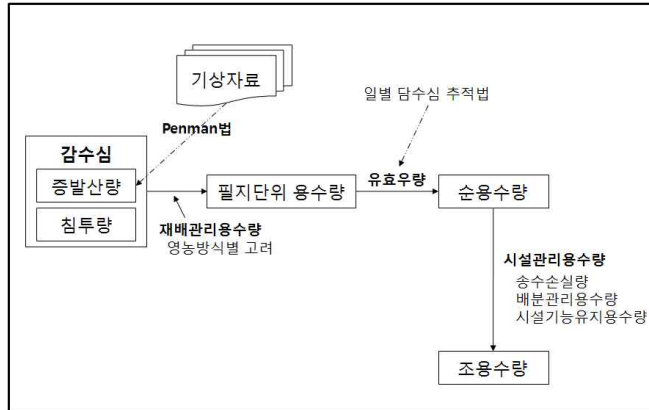 기상자료
일별 담수심 추적법
Penman법
감수심
증발산량
침투량
필지단위 용수량
유효우량
순용수량
재배관리용수량
영농방식별 고려
시설관리용수량
송수손실량
배분관리용수량
시설기능유지용수량
조용수량